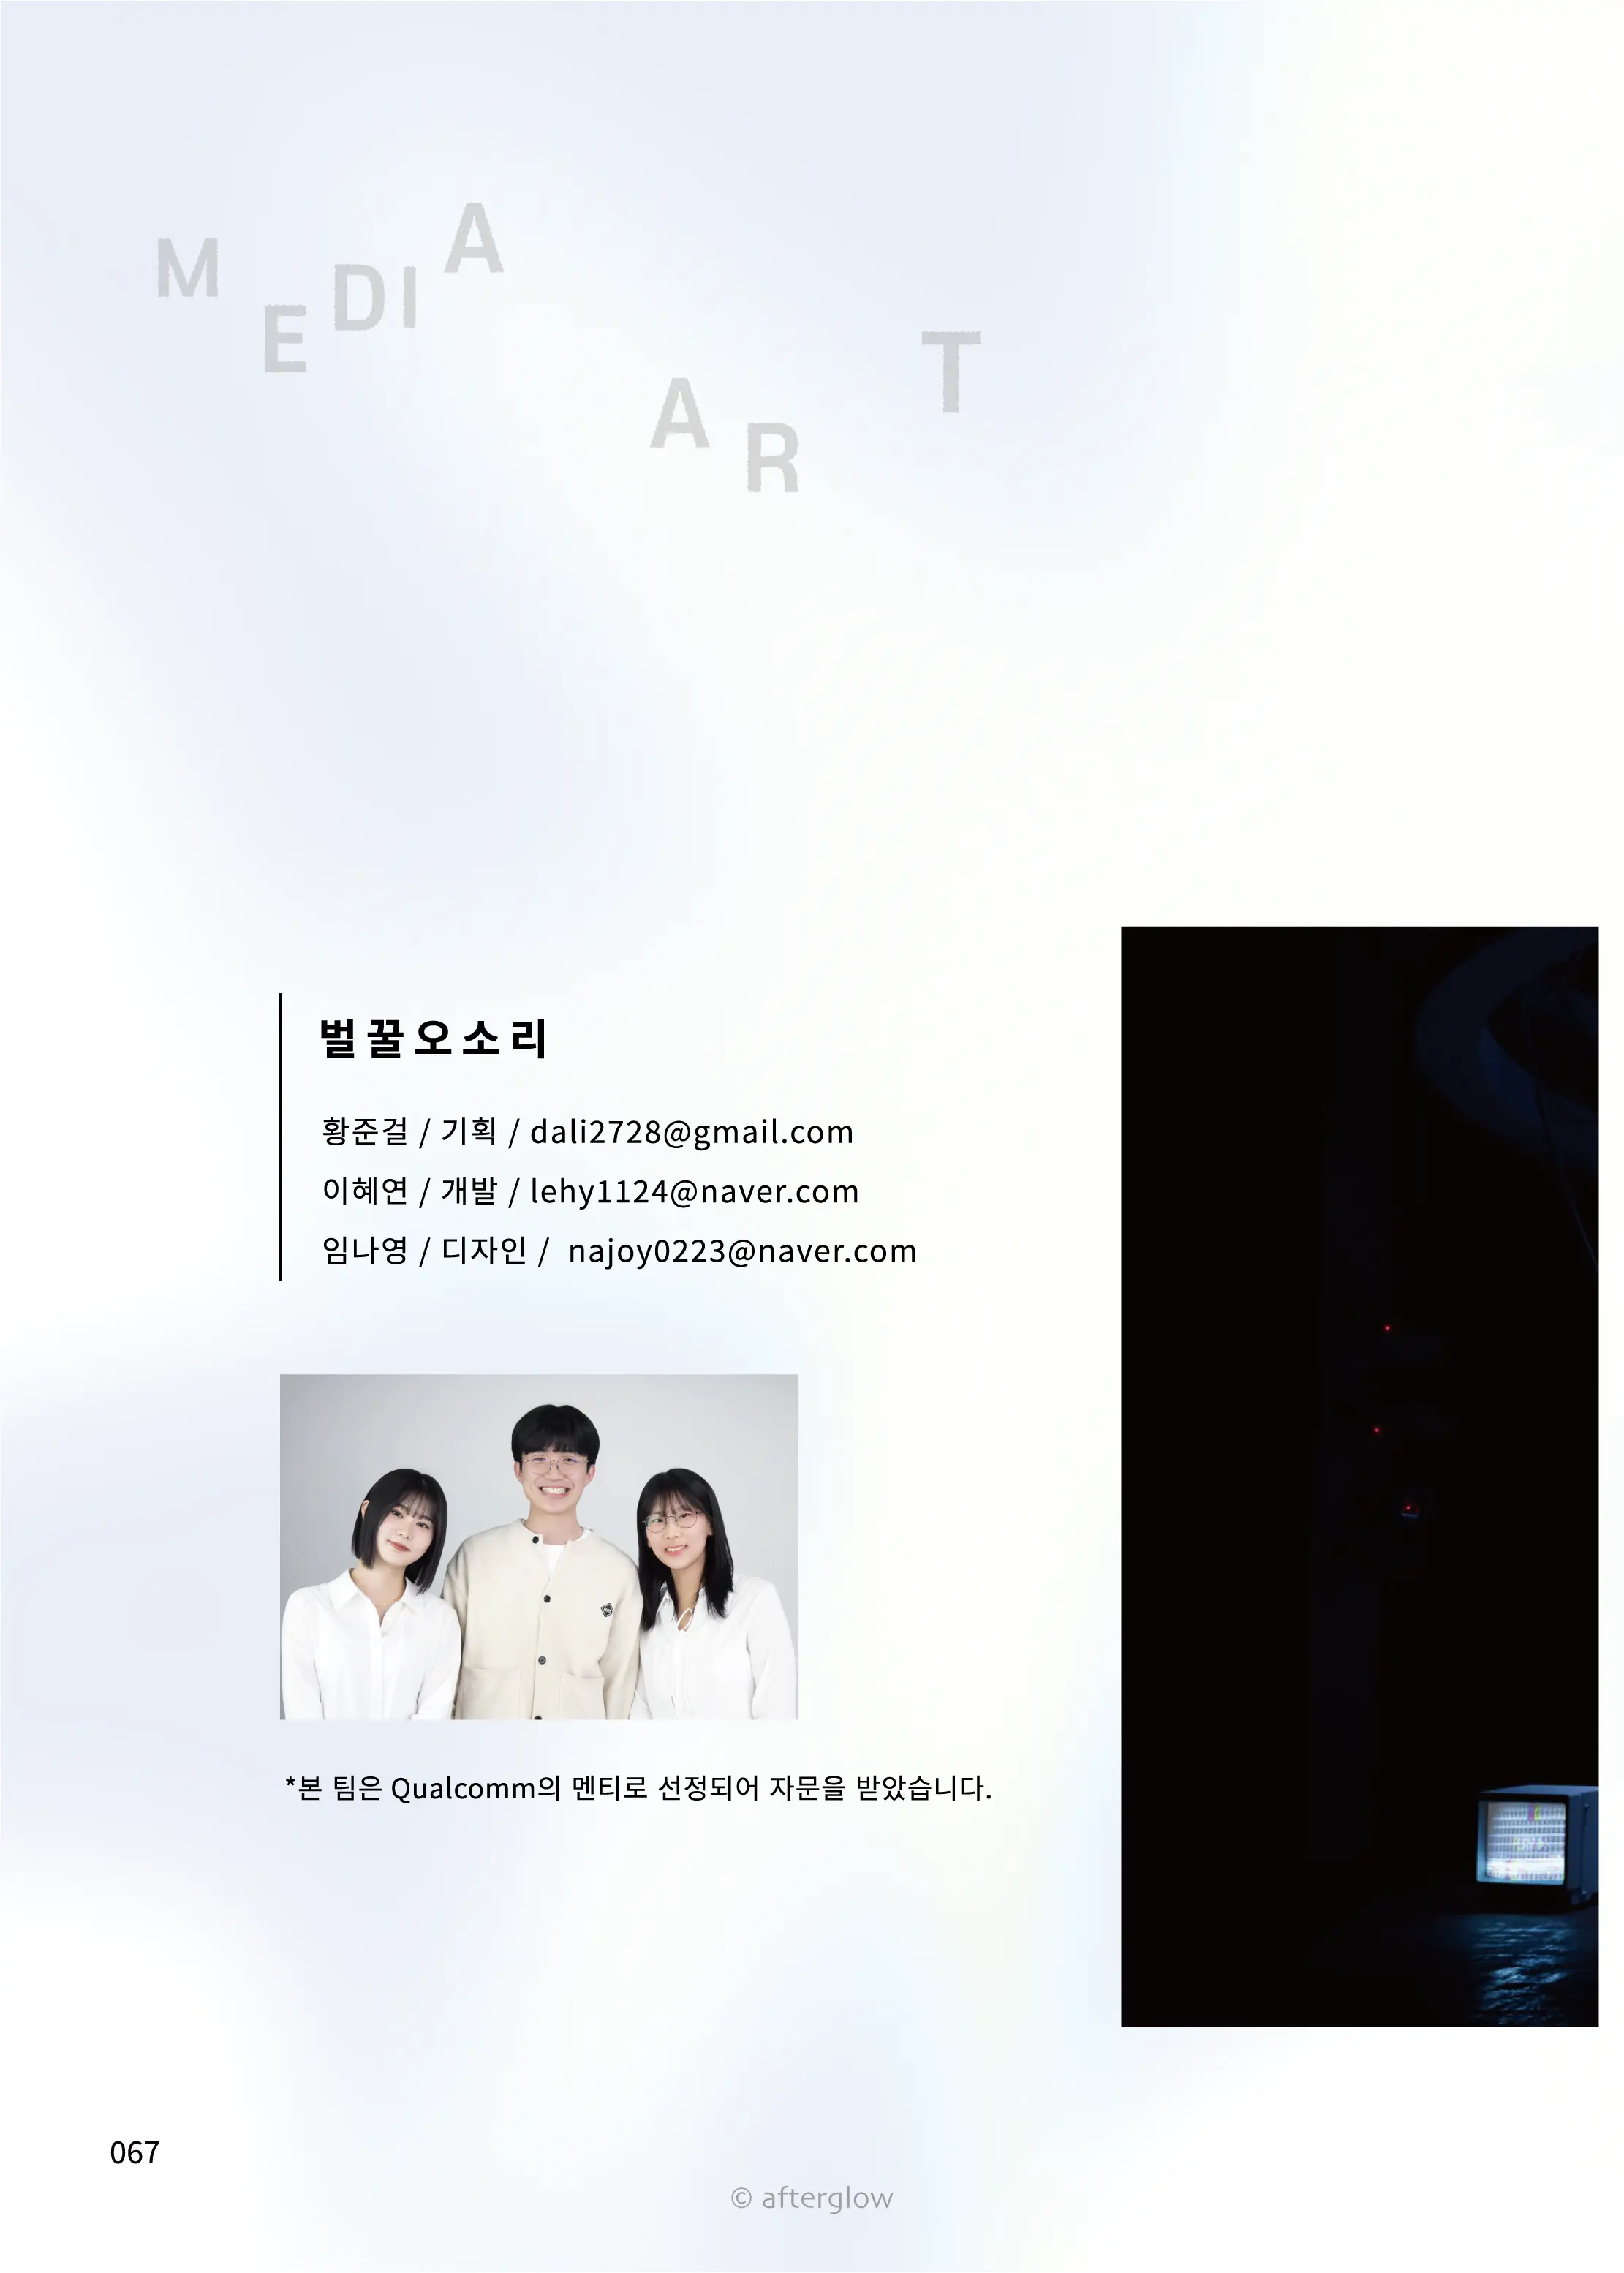 MEDIA
ART
벌꿀오소리
황준걸 / 기획 / dali2728@gmail.com
이혜연 / 개발 / lehy1124@naver.com
임나영 / 디자인 / najoy0223@naver.com
*본 팀은 Qualcomm의 멘티로 선정되어 자문을 받았습니다.
067
© afterglow